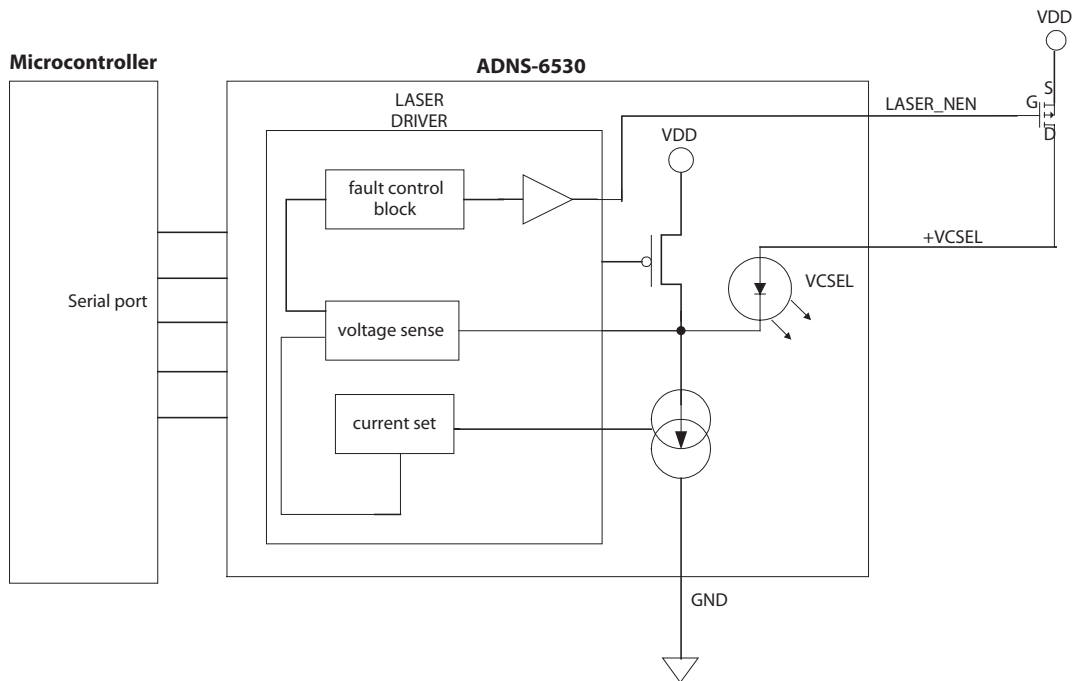 VDD
Microcontroller
ADNS-6530
LASER
DRIVER
LASER_NEN
G
S
D
VDD
fault control
block
+VCSEL
VCSEL
Serial port
voltage sense
current set
GND